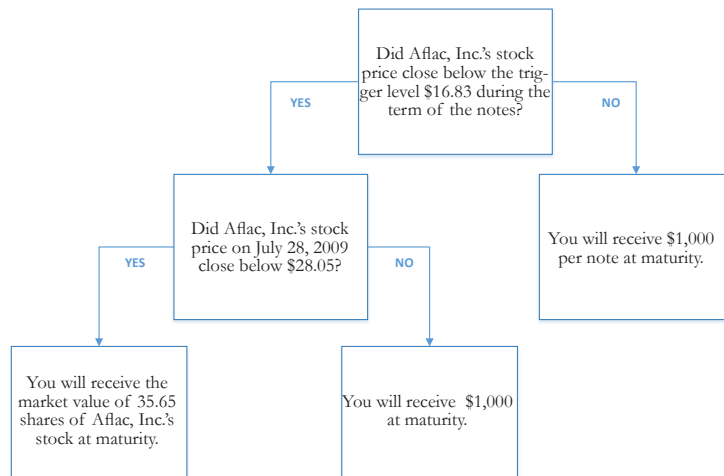 Did Aflac, Inc.'s stock
price close below the trig-
ger level $16.83 during the
term of the notes?
YES
NO
Did Aflac, Inc.'s stock
price on July 28, 2009
close below $28.05?
You will receive $1,000
per note at maturity.
YES
NO
You will receive the
market value of 35.65
shares of Aflac, Inc.'s
stock at maturity.
You will receive $1,000
at maturity.